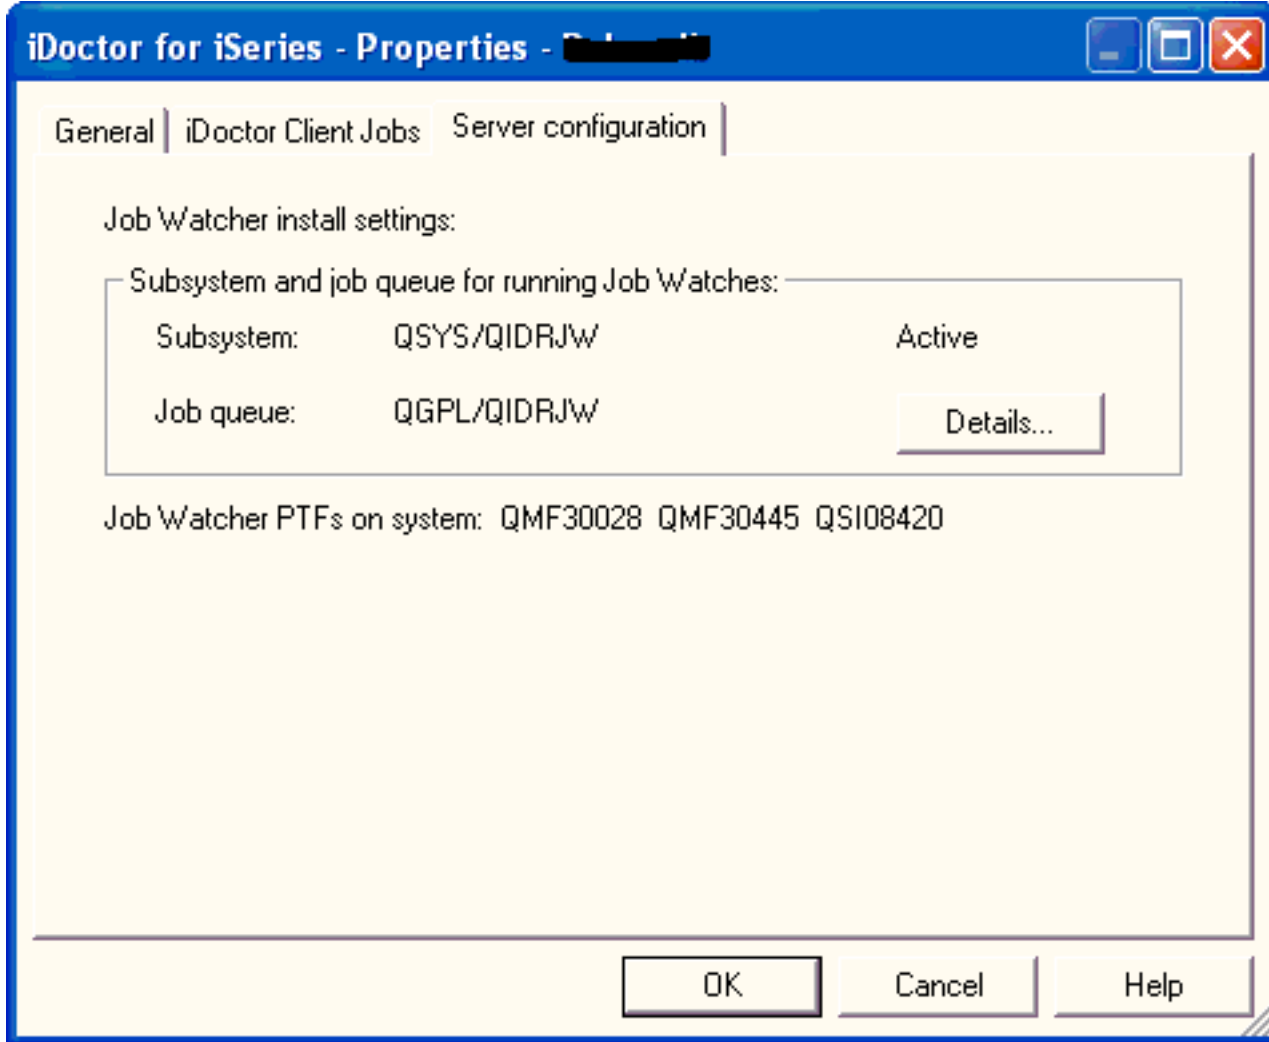 iDoctor for iSeries - Properties -
General iDoctor Client Jobs Server configuration
Job Watcher install settings:
Subsystem and job queue for running Job Watches:
Subsystem: QSYS/QIDRJW Active
Job queue: QGPL/QIDRJW Details...
Job Watcher PTFs on system: QMF30028 QMF30445 QSI08420
OK Cancel Help